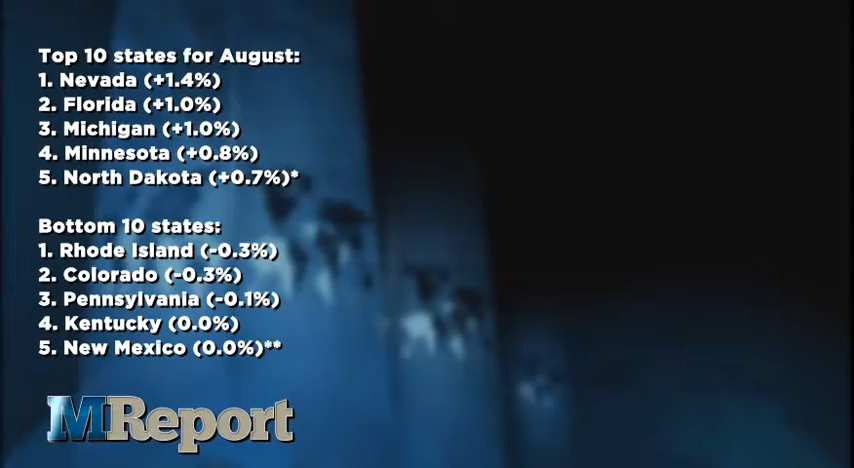 Top 10 states for August:
1. Nevada (+1.4%)
2. Florida (+1.0%)
3. Michigan (+1.0%)
4. Minnesota (+0.8%)
5. North Dakota (+0.7%)*
Bottom 10 states:
1. Rhode Island (-0.3%)
2. Colorado (-0.3%)
3. Pennsylvania (-0.1%)
4. Kentucky (0.0%)
5. New Mexico (0.0%)**
MReport